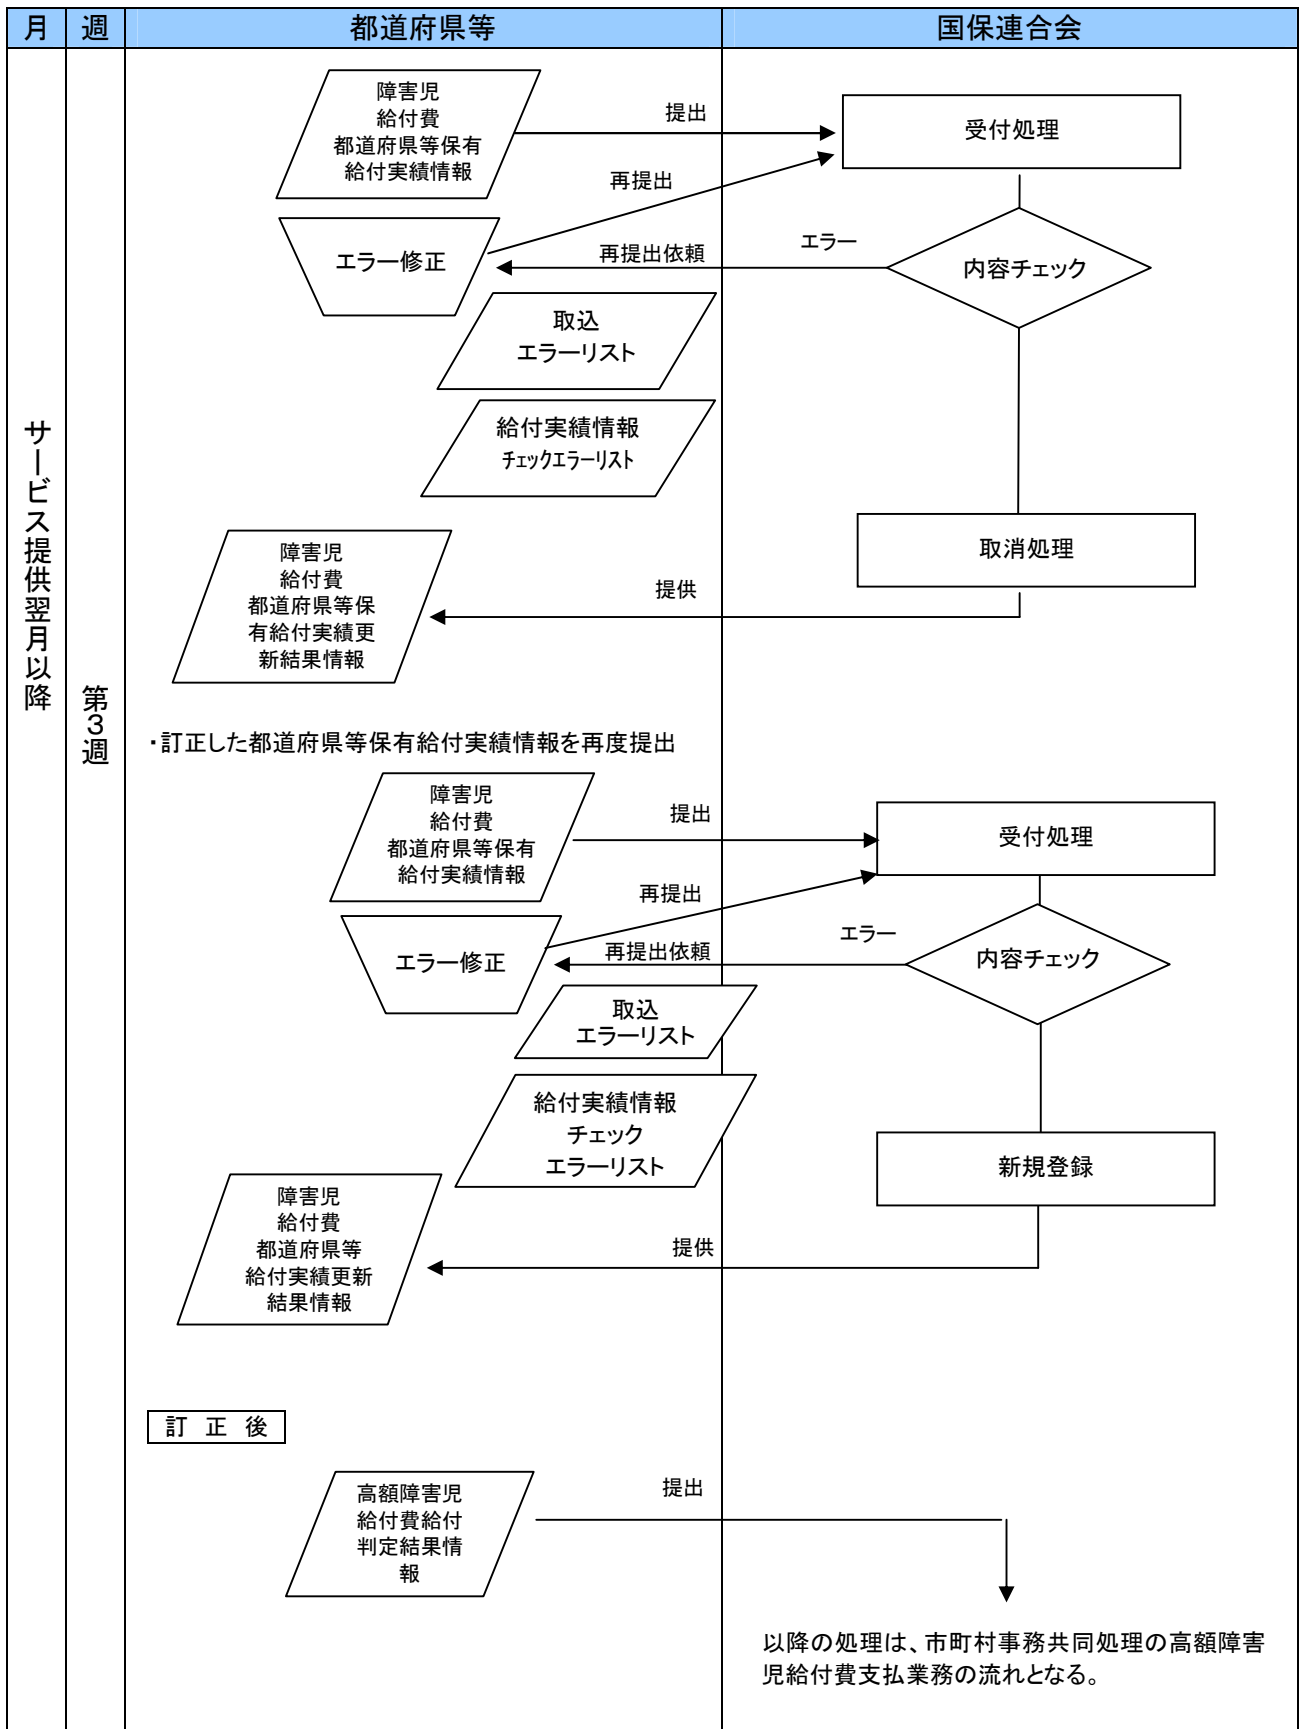 月
週
都道府県等
国保連合会
サービス提供翌月以降
第3週
障害児
給付費
都道府県等保有
給付実績情報
提出
受付処理
再提出
エラー修正
再提出依頼
エラー
内容チェック
取込
エラーリスト
給付実績情報
チェックエラーリスト
取消処理
障害児
給付費
都道府県等保
有給付実績更
新結果情報
提供
・訂正した都道府県等保有給付実績情報を再度提出
障害児
給付費
都道府県等保有
給付実績情報
提出
受付処理
再提出
エラー修正
再提出依頼
エラー
内容チェック
取込
エラーリスト
給付実績情報
チェック
エラーリスト
新規登録
障害児
給付費
都道府県等
給付実績更新
結果情報
提供
訂 正 後
高額障害児
給付費給付
判定結果情
報
提出
以降の処理は、市町村事務共同処理の高額障害
児給付費支払業務の流れとなる。